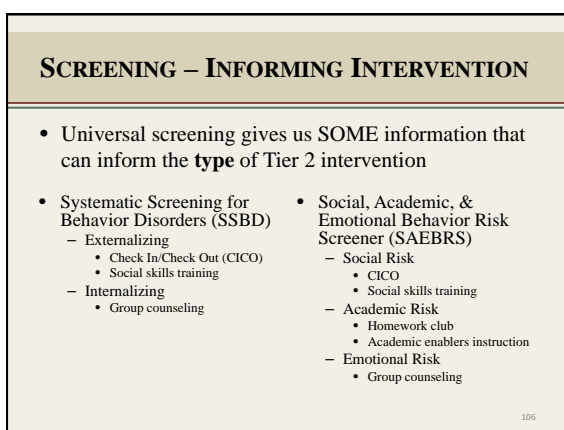 SCREENING – INFORMING INTERVENTION
• Universal screening gives us SOME information that
can inform the type of Tier 2 intervention
• Systematic Screening for
Behavior Disorders (SSBD)
– Externalizing
• Check In/Check Out (CICO)
• Social skills training
– Internalizing
• Group counseling
• Social, Academic, &
Emotional Behavior Risk
Screener (SAEBRS)
– Social Risk
• CICO
• Social skills training
– Academic Risk
• Homework club
• Academic enablers instruction
– Emotional Risk
• Group counseling
106